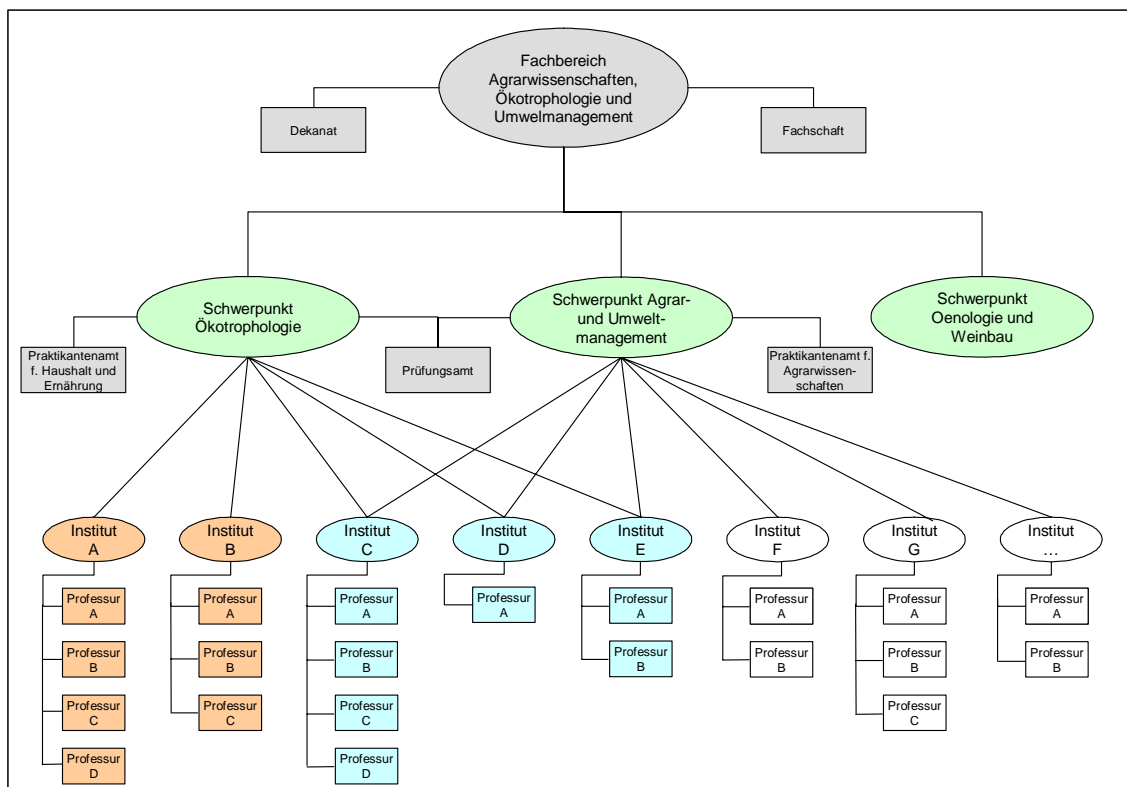 Fachbereich
Agrarwissenschaften,
Ökotrophologie und
Umwelmanagement
Dekanat
Fachschaft
Schwerpunkt
Ökotrophologie
Schwerpunkt Agrar-
und Umwelt-
management
Schwerpunkt
Oenologie und
Weinbau
Praktikantenamt
f. Haushalt und
Ernährung
Prüfungsamt
Praktikantenamt f.
Agrarwissen-
schaften
Institut
A
Institut
B
Institut
C
Institut
D
Institut
E
Institut
F
Institut
G
Institut
...
Professur
A
Professur
B
Professur
C
Professur
D
Professur
A
Professur
B
Professur
C
Professur
A
Professur
B
Professur
C
Professur
D
Professur
A
Professur
A
Professur
B
Professur
A
Professur
B
Professur
A
Professur
B
Professur
C
Professur
A
Professur
B